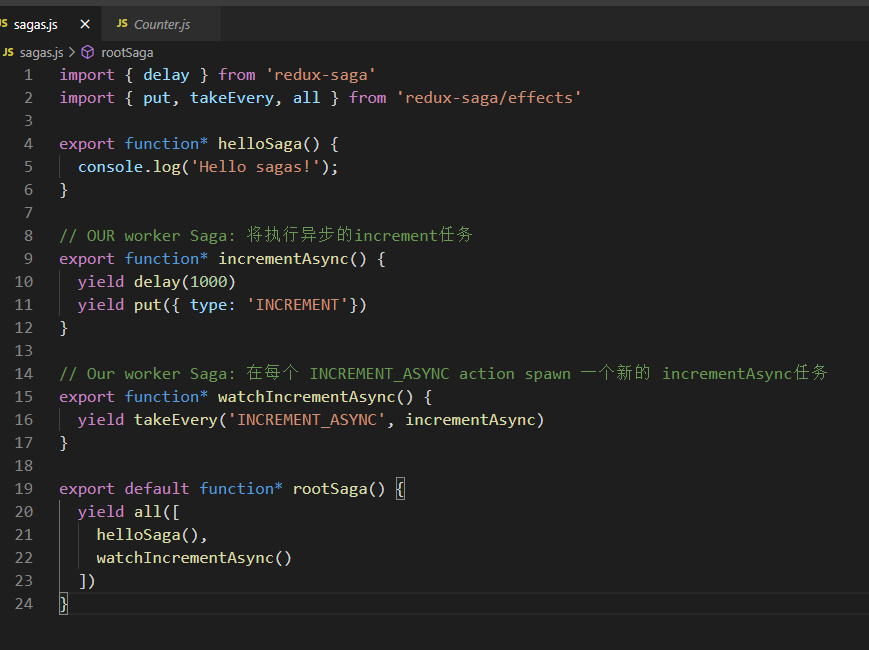 JS sagas.js × JS Counter.js
JS sagas.js > rootSaga
1 import { delay } from 'redux-saga'
2 import { put, takeEvery, all } from 'redux-saga/effects'
3
4 export function* helloSaga() {
5 console.log('Hello sagas!');
6 }
7
8 // OUR worker Saga: 将执行异步的increment任务
9 export function* incrementAsync() {
10 yield delay(1000)
11 yield put({ type: 'INCREMENT'})
12 }
13
14 // Our worker Saga: 在每个 INCREMENT_ASYNC action spawn 一个新的 incrementAsync任务
15 export function* watchIncrementAsync() {
16 yield takeEvery('INCREMENT_ASYNC', incrementAsync)
17 }
18
19 export default function* rootSaga() {
20 yield all([
21 helloSaga(),
22 watchIncrementAsync()
23 ])
24 }